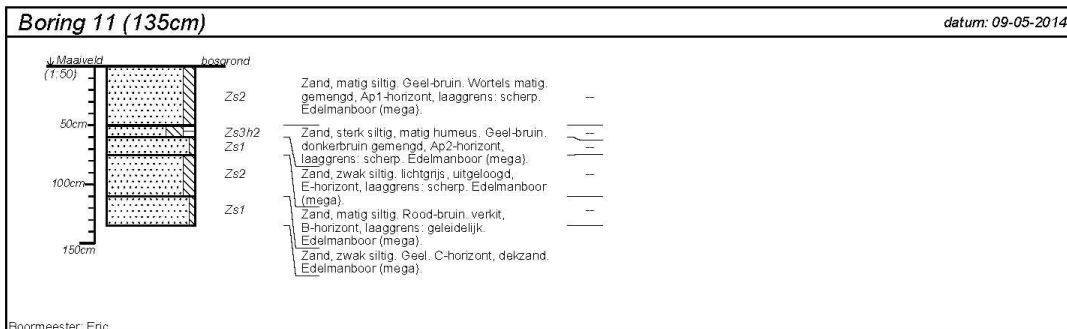 Boring 11 (135cm)
datum: 09-05-2014
↓ Maaiveld
bosgrond
(1:50)
Zand, matig siltig. Geel-bruin. Wortels matig.
Zs2
gemengd, Ap1-horizont, laaggrens: scherp.
--
Edelmanboor (mega).
50cm
Zs3h2
Zand, sterk siltig, matig humeus. Geel-bruin.
--
Zs1
donkerbruin gemengd, Ap2-horizont,
--
laaggrens: scherp. Edelmanboor (mega).
Zs2
Zand, zwak siltig. lichtgrijs, uitgeloogd,
--
100cm
E-horizont, laaggrens: scherp. Edelmanboor
(mega).
Zs1
Zand, matig siltig. Rood-bruin. verkit,
--
B-horizont, laaggrens: geleidelijk.
Edelmanboor (mega).
150cm
Zand, zwak siltig. Geel. C-horizont, dekzand.
Edelmanboor (mega).
Boormeester: Eric